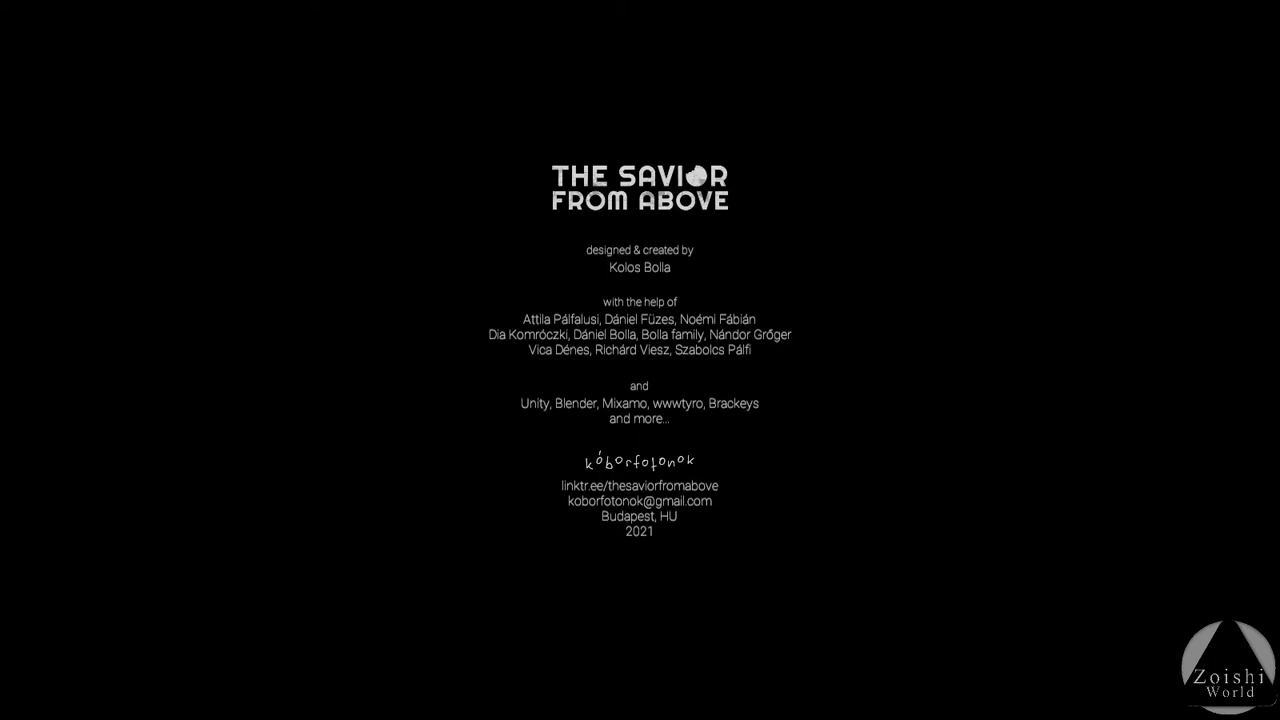 THE SAVIOR
FROM ABOVE
designed & created by
Kolos Bolla
with the help of
Attila Pálfalusi, Dániel Füzes, Noémi Fábián
Dia Komróczki, Dániel Bolla, Bolla family, Nándor Grőger
Vica Dénes, Richárd Viesz, Szabolcs Pálfi
and
Unity, Blender, Mixamo, wwwtyro, Brackeys
and more...
kóborfotonok
linktr.ee/thesaviorfromabove
koborfotonok@gmail.com
Budapest, HU
2021
Zoishi
World